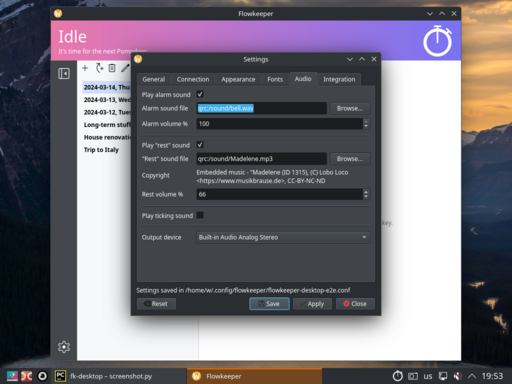 Flowkeeper
Idle
It's time for the next Pomodoro
Settings
General Connection Appearance Fonts Audio Integration
Play alarm sound
Alarm sound file qrc:/sound/bell.wav Browse...
Alarm volume % 100
Play "rest" sound
"Rest" sound file qrc:/sound/Madelene.mp3 Browse...
Copyright Embedded music - "Madelene (ID 1315), (C) Lobo Loco
<https://www.musikbrause.de>, CC-BY-NC-ND
Rest volume % 66
Play ticking sound
Output device Built-in Audio Analog Stereo
Settings saved in /home/w/.config/flowkeeper/flowkeeper-desktop-e2e.conf
Reset Save Apply Close
2024-03-14, Thu
2024-03-13, Wed
2024-03-12, Tues
Long-term stuff
House renovatio
Trip to Italy
key.
PC fk-desktop – screenshot.py Flowkeeper us 19:53